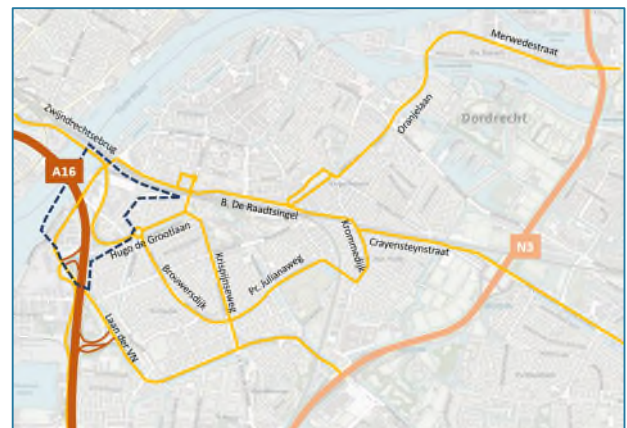 Merwedestraat
Oranjelaan
Dordrecht
Zwijndrechtsebrug
A16
B. De Raadtsingel
Krommedijk
Crayensteynstraat
Hugo de Grootlaan
N3
Brouwersdijk
Krispijnseweg
Pr. Julianaweg
Laan der VN